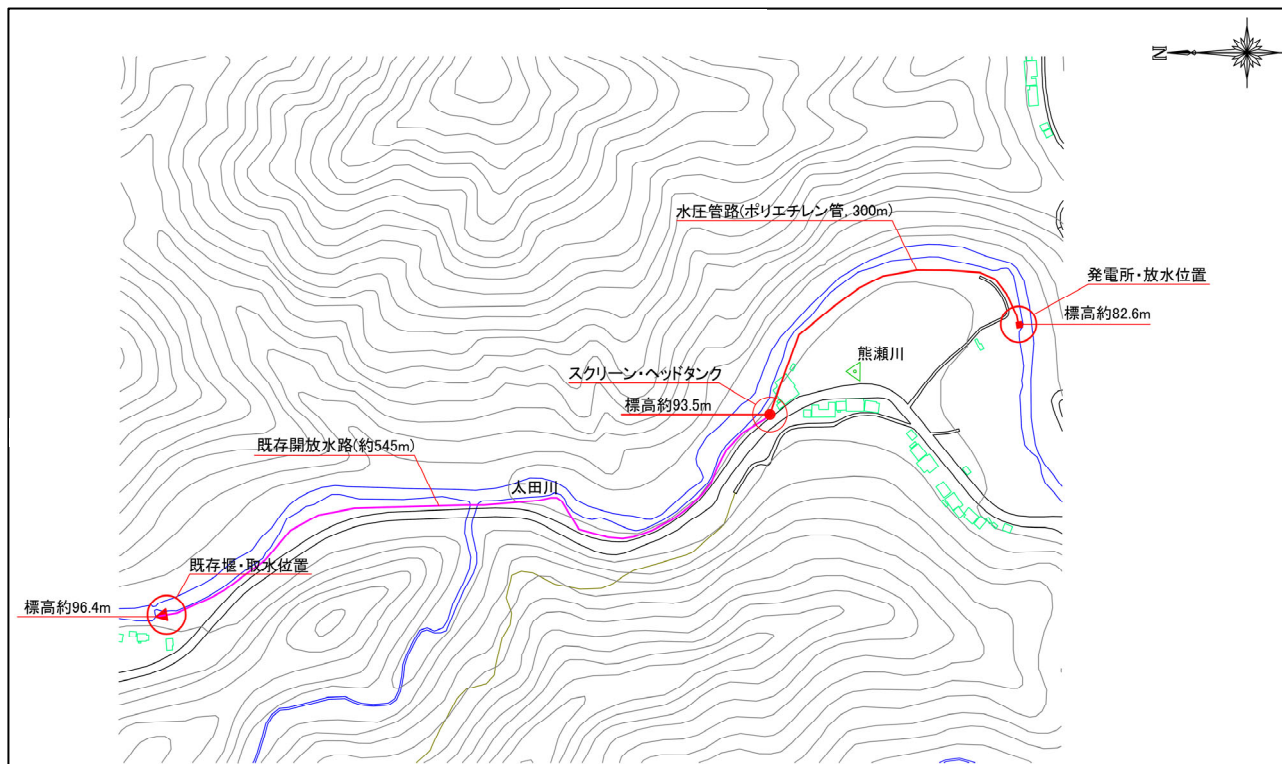 N
水圧管路(ポリエチレン管, 300m)
発電所・放水位置
標高約82.6m
熊瀬川
スクリーン・ヘッドタンク
標高約93.5m
既存開放水路(約545m)
太田川
既存堰・取水位置
標高約96.4m